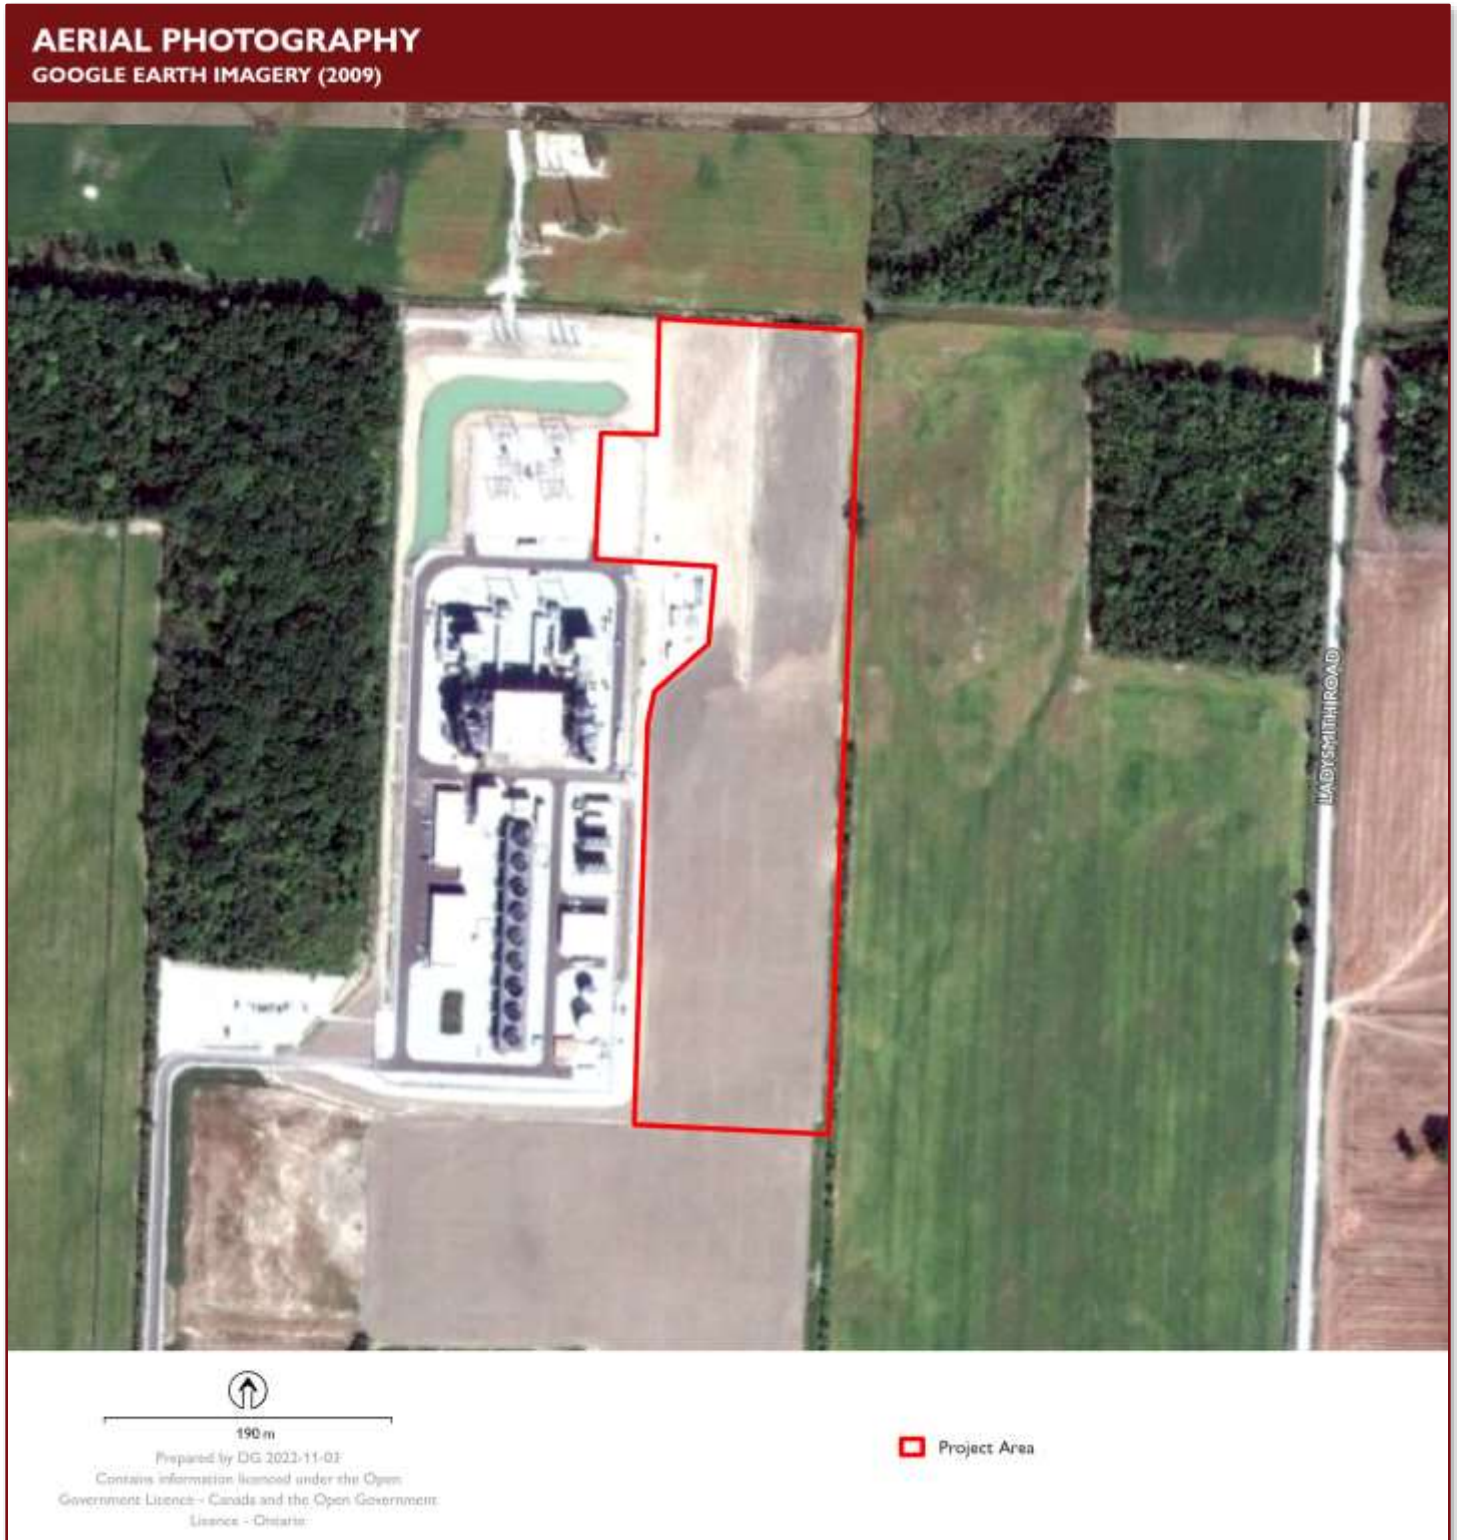 AERIAL PHOTOGRAPHY
GOOGLE EARTH IMAGERY (2009)
LADYSMITH ROAD
190 m
Prepared by DG 2022-11-03
Contains information licenced under the Open
Government Licence - Canada and the Open Government
Licence - Ontario
Project Area